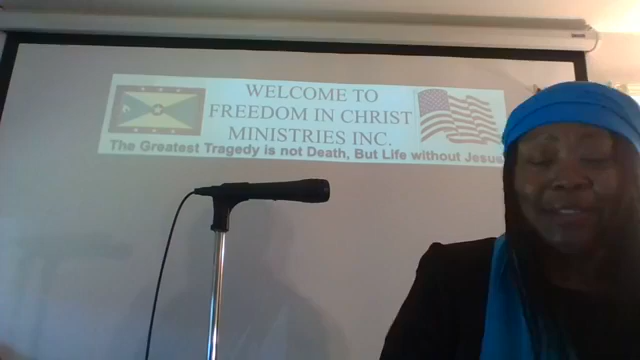 WELCOME TO
FREEDOM IN CHRIST
MINISTRIES INC.
The Greatest Tragedy is not Death, But Life without Jesus